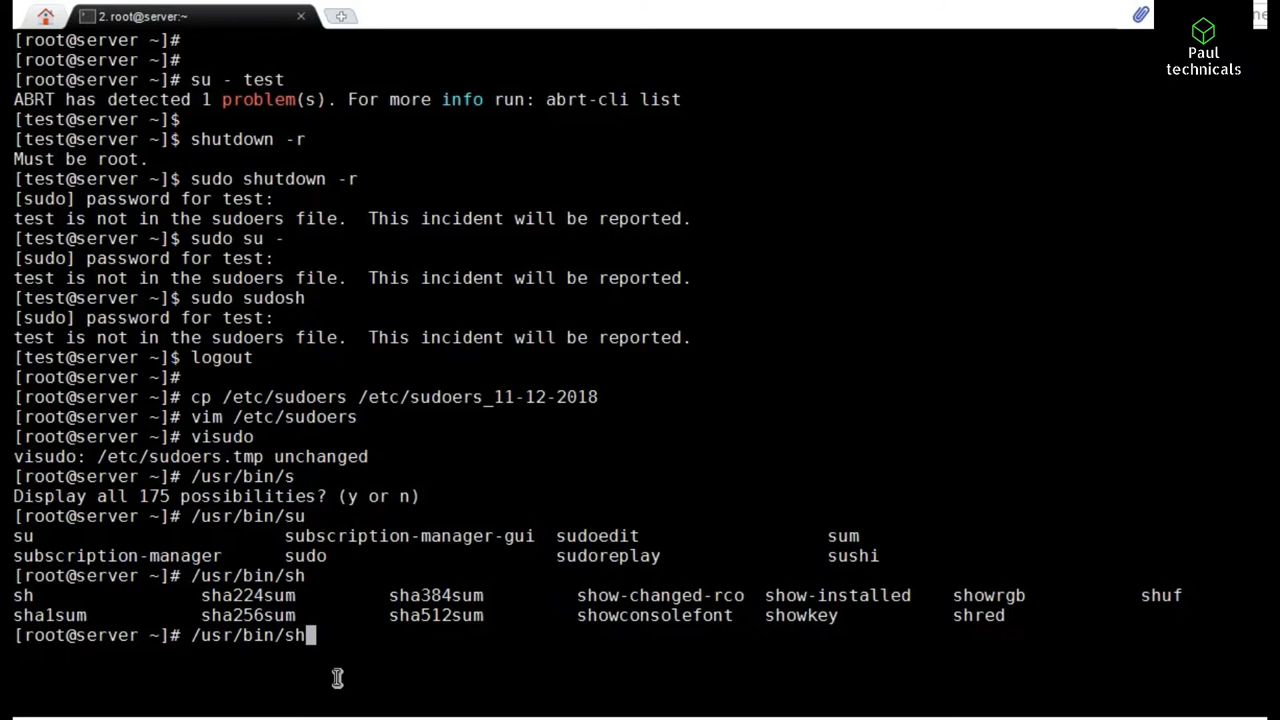 2. root@server:~
Paul
technicals
[root@server ~]#
[root@server ~]#
[root@server ~]# su - test
ABRT has detected 1 problem(s). For more info run: abrt-cli list
[test@server ~]$
[test@server ~]$ shutdown -r
Must be root.
[test@server ~]$ sudo shutdown -r
[sudo] password for test:
test is not in the sudoers file.  This incident will be reported.
[test@server ~]$ sudo su -
[sudo] password for test:
test is not in the sudoers file.  This incident will be reported.
[test@server ~]$ sudo sudosh
[sudo] password for test:
test is not in the sudoers file.  This incident will be reported.
[test@server ~]$ logout
[root@server ~]#
[root@server ~]# cp /etc/sudoers /etc/sudoers_11-12-2018
[root@server ~]# vim /etc/sudoers
[root@server ~]# visudo
visudo: /etc/sudoers.tmp unchanged
[root@server ~]# /usr/bin/s
Display all 175 possibilities? (y or n)
[root@server ~]# /usr/bin/su
su subscription-manager-gui sudoedit sum
subscription-manager sudo sudoreplay sushi
[root@server ~]# /usr/bin/sh
sh sha224sum sha384sum show-changed-rco show-installed showrgb shuf
sha1sum sha256sum sha512sum showconsolefont showkey shred
[root@server ~]# /usr/bin/sh